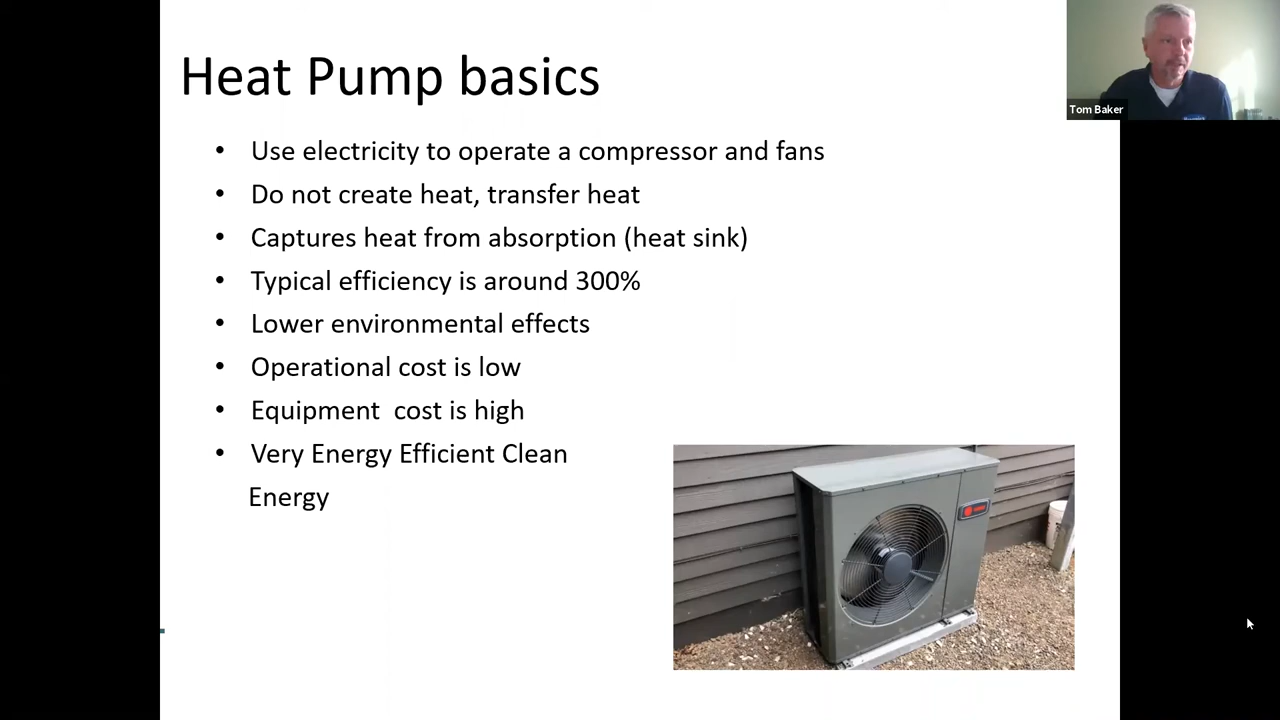 Heat Pump basics
Tom Baker
• Use electricity to operate a compressor and fans
• Do not create heat, transfer heat
• Captures heat from absorption (heat sink)
• Typical efficiency is around 300%
• Lower environmental effects
• Operational cost is low
• Equipment  cost is high
• Very Energy Efficient Clean
Energy